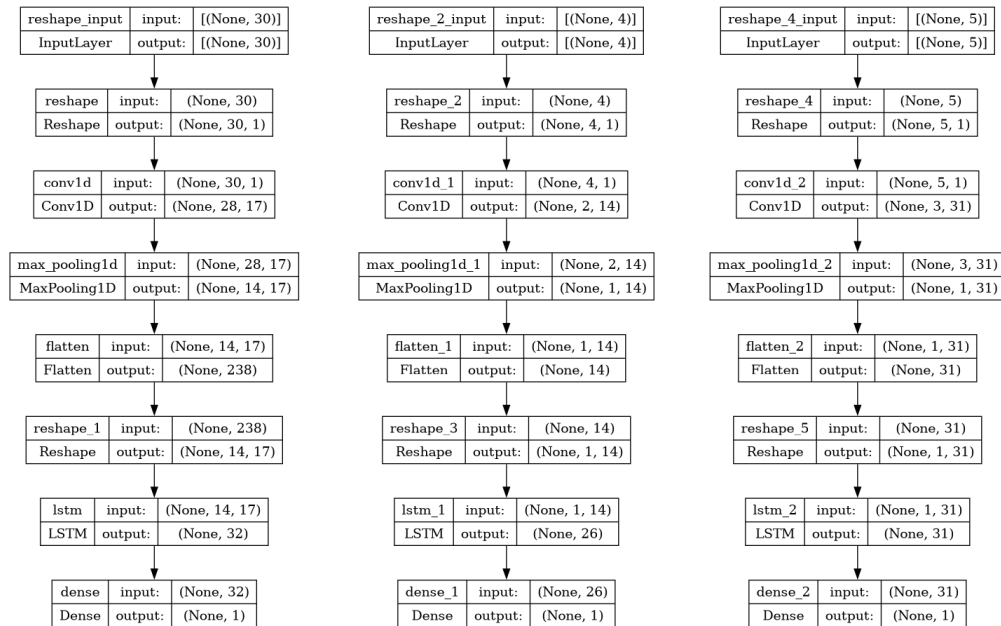 reshape_input input: [(None, 30)]
InputLayer output: [(None, 30)]
reshape input: (None, 30)
Reshape output: (None, 30, 1)
conv1d input: (None, 30, 1)
Conv1D output: (None, 28, 17)
max_pooling1d input: (None, 28, 17)
MaxPooling1D output: (None, 14, 17)
flatten input: (None, 14, 17)
Flatten output: (None, 238)
reshape_1 input: (None, 238)
Reshape output: (None, 14, 17)
lstm input: (None, 14, 17)
LSTM output: (None, 32)
dense input: (None, 32)
Dense output: (None, 1)
reshape_2_input input: [(None, 4)]
InputLayer output: [(None, 4)]
reshape_2 input: (None, 4)
Reshape output: (None, 4, 1)
conv1d_1 input: (None, 4, 1)
Conv1D output: (None, 2, 14)
max_pooling1d_1 input: (None, 2, 14)
MaxPooling1D output: (None, 1, 14)
flatten_1 input: (None, 1, 14)
Flatten output: (None, 14)
reshape_3 input: (None, 14)
Reshape output: (None, 1, 14)
lstm_1 input: (None, 1, 14)
LSTM output: (None, 26)
dense_1 input: (None, 26)
Dense output: (None, 1)
reshape_4_input input: [(None, 5)]
InputLayer output: [(None, 5)]
reshape_4 input: (None, 5)
Reshape output: (None, 5, 1)
conv1d_2 input: (None, 5, 1)
Conv1D output: (None, 3, 31)
max_pooling1d_2 input: (None, 3, 31)
MaxPooling1D output: (None, 1, 31)
flatten_2 input: (None, 1, 31)
Flatten output: (None, 31)
reshape_5 input: (None, 31)
Reshape output: (None, 1, 31)
lstm_2 input: (None, 1, 31)
LSTM output: (None, 31)
dense_2 input: (None, 31)
Dense output: (None, 1)